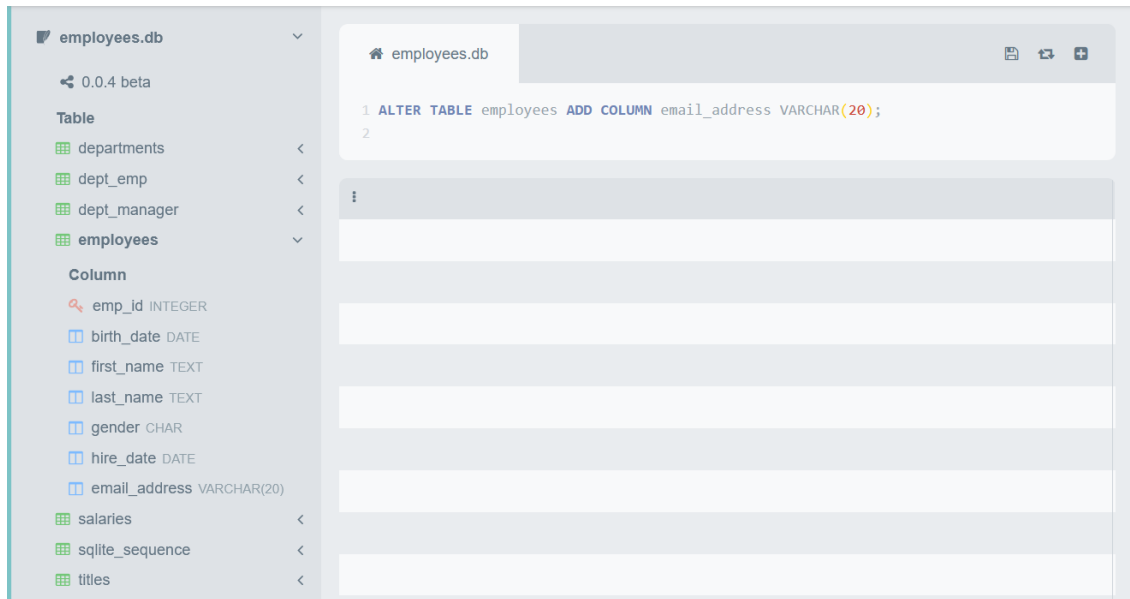 employees.db
0.0.4 beta
Table
departments
dept_emp
dept_manager
employees
Column
emp_id INTEGER
birth_date DATE
first_name TEXT
last_name TEXT
gender CHAR
hire_date DATE
email_address VARCHAR(20)
salaries
sqlite_sequence
titles
employees.db
1 ALTER TABLE employees ADD COLUMN email_address VARCHAR(20);
2